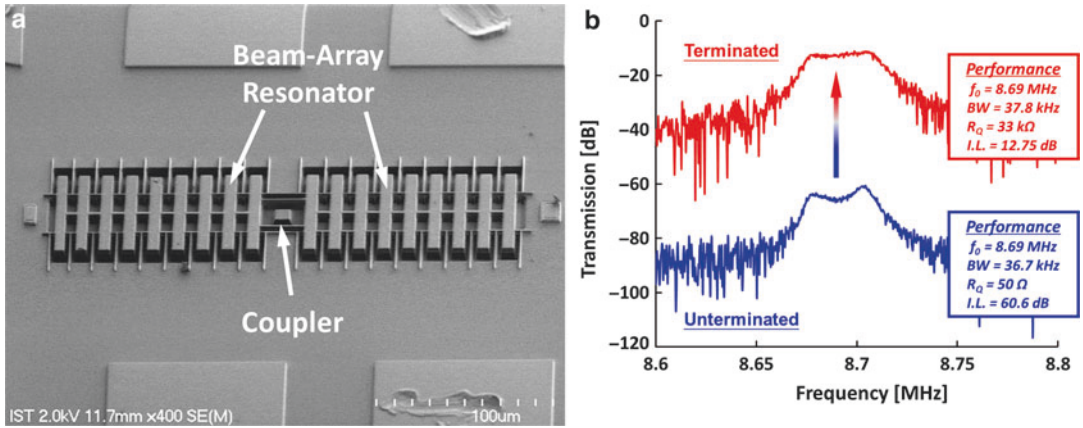 a
Beam-Array
Resonator
Coupler
IST 2.0kV 11.7mm x400 SE(M)
100um
b
Transmission [dB]
0
−20
−40
−60
−80
−100
−120
8.6
8.65
8.7
8.75
8.8
Frequency [MHz]
Terminated
Performance
f₀ = 8.69 MHz
BW = 37.8 kHz
R_Q = 33 kΩ
I.L. = 12.75 dB
Unterminated
Performance
f₀ = 8.69 MHz
BW = 36.7 kHz
R_Q = 50 Ω
I.L. = 60.6 dB